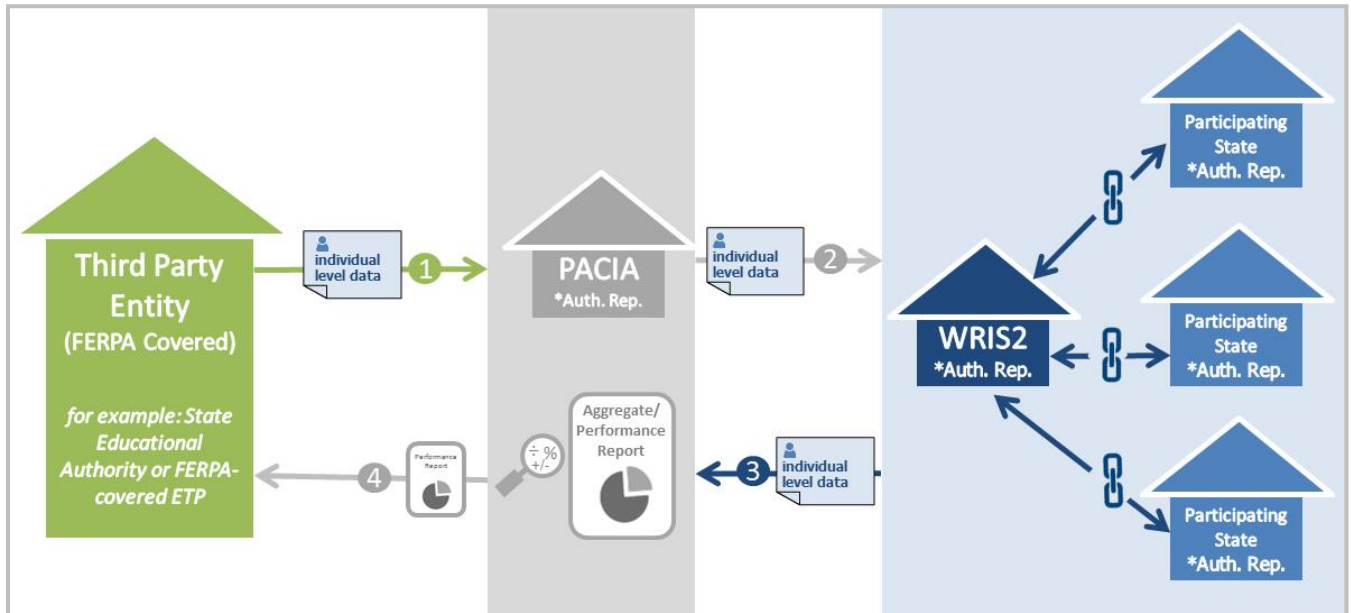 Third Party
Entity
(FERPA Covered)
for example: State
Educational
Authority or FERPA-
covered ETP
individual
level data
1
PACIA
*Auth. Rep.
individual
level data
2
WRIS2
*Auth. Rep.
Participating
State
*Auth. Rep.
Participating
State
*Auth. Rep.
Participating
State
*Auth. Rep.
individual
level data
3
Aggregate/
Performance
Report
÷ %
+/-
Performance
Report
4